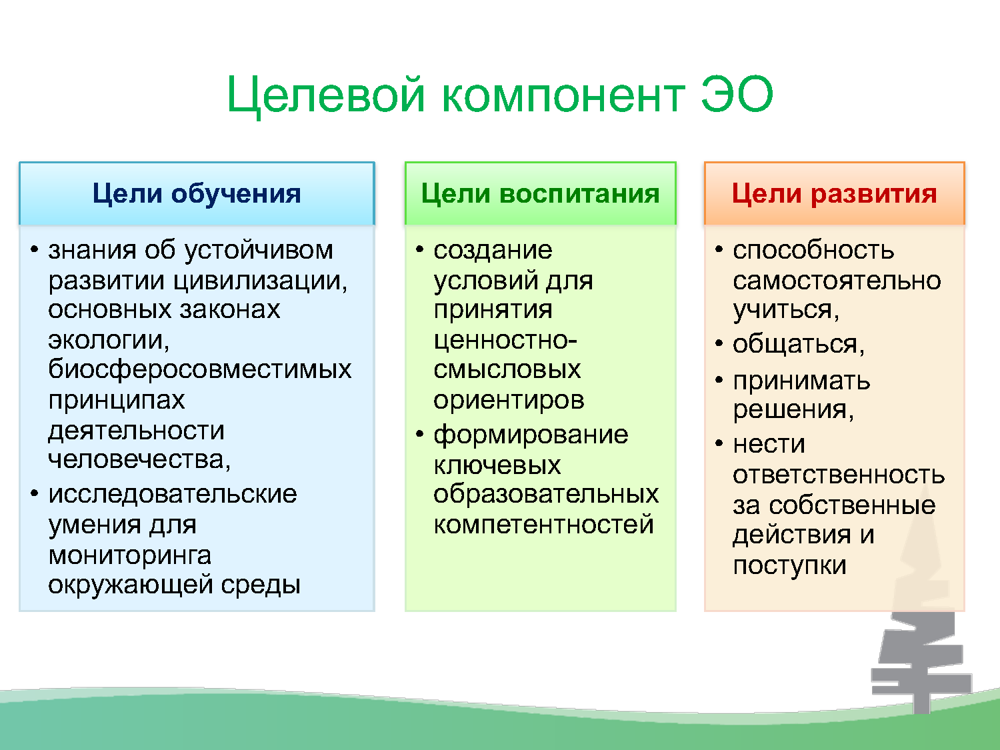 Целевой компонент ЭО
Цели обучения
• знания об устойчивом
развитии цивилизации,
основных законах
экологии,
биосферосовместимых
принципах
деятельности
человечества,
• исследовательские
умения для
мониторинга
окружающей среды
Цели воспитания
• создание
условий для
принятия
ценностно-
смысловых
ориентиров
• формирование
ключевых
образовательных
компетентностей
Цели развития
• способность
самостоятельно
учиться,
• общаться,
• принимать
решения,
• нести
ответственность
за собственные
действия и
поступки